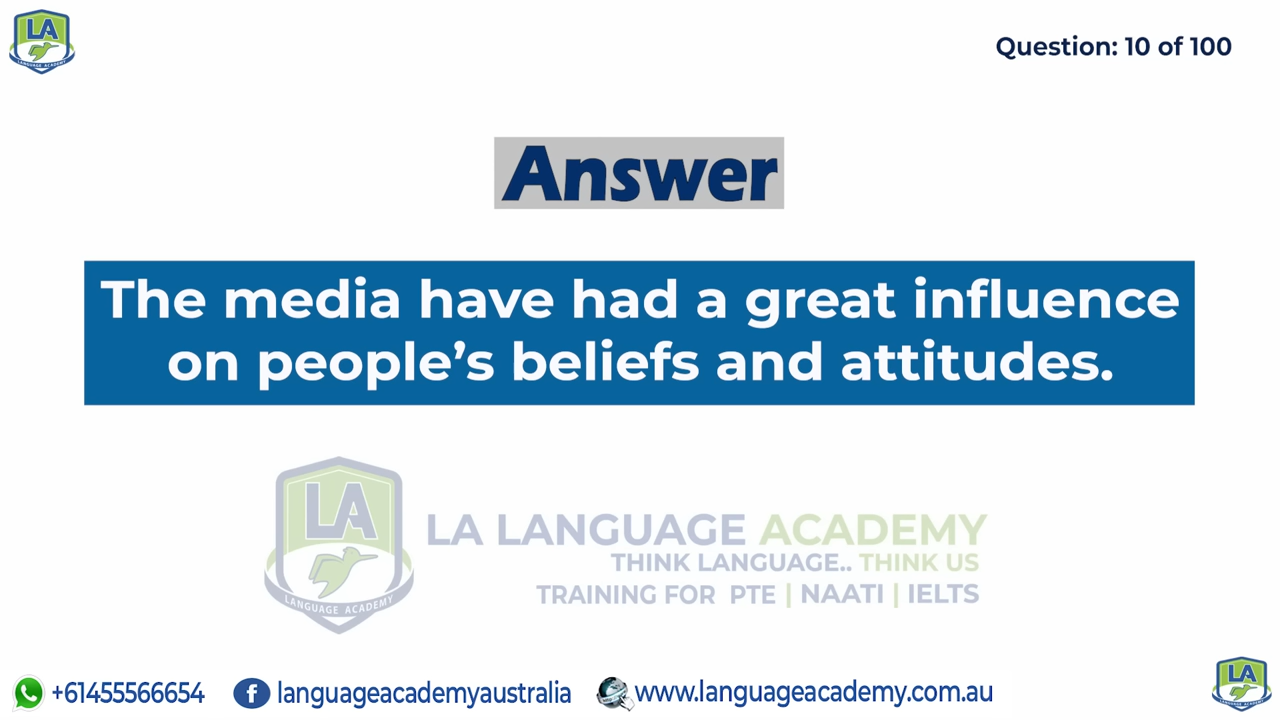 LA
LANGUAGE ACADEMY
Question: 10 of 100
Answer
The media have had a great influence
on people’s beliefs and attitudes.
LA
LANGUAGE ACADEMY
LA LANGUAGE ACADEMY
THINK LANGUAGE.. THINK US
TRAINING FOR PTE | NAATI | IELTS
+61455566654
languageacademyaustralia
www.languageacademy.com.au
LA
LANGUAGE ACADEMY